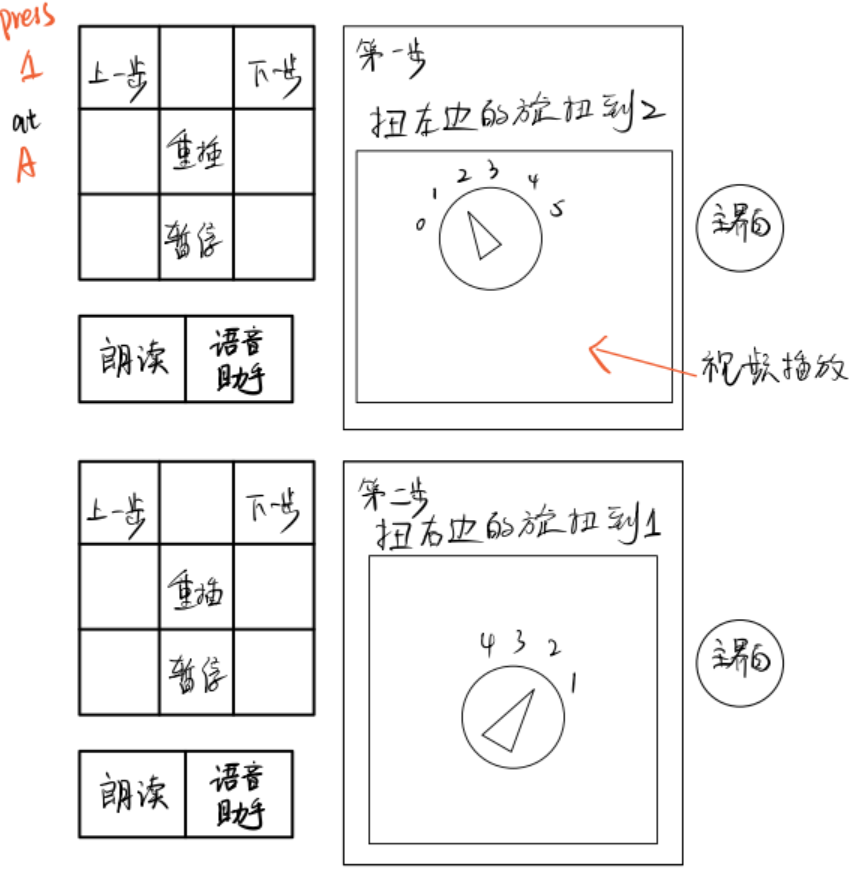 press
1
at
A
上一步
下一步
重播
暂停
朗读
语音
助手
第一步
扭左边的旋扭到2
0 1 2 3 4 5
主界面
视频播放
上一步
下一步
重播
暂停
朗读
语音
助手
第二步
扭右边的旋扭到1
4 3 2 1
主界面